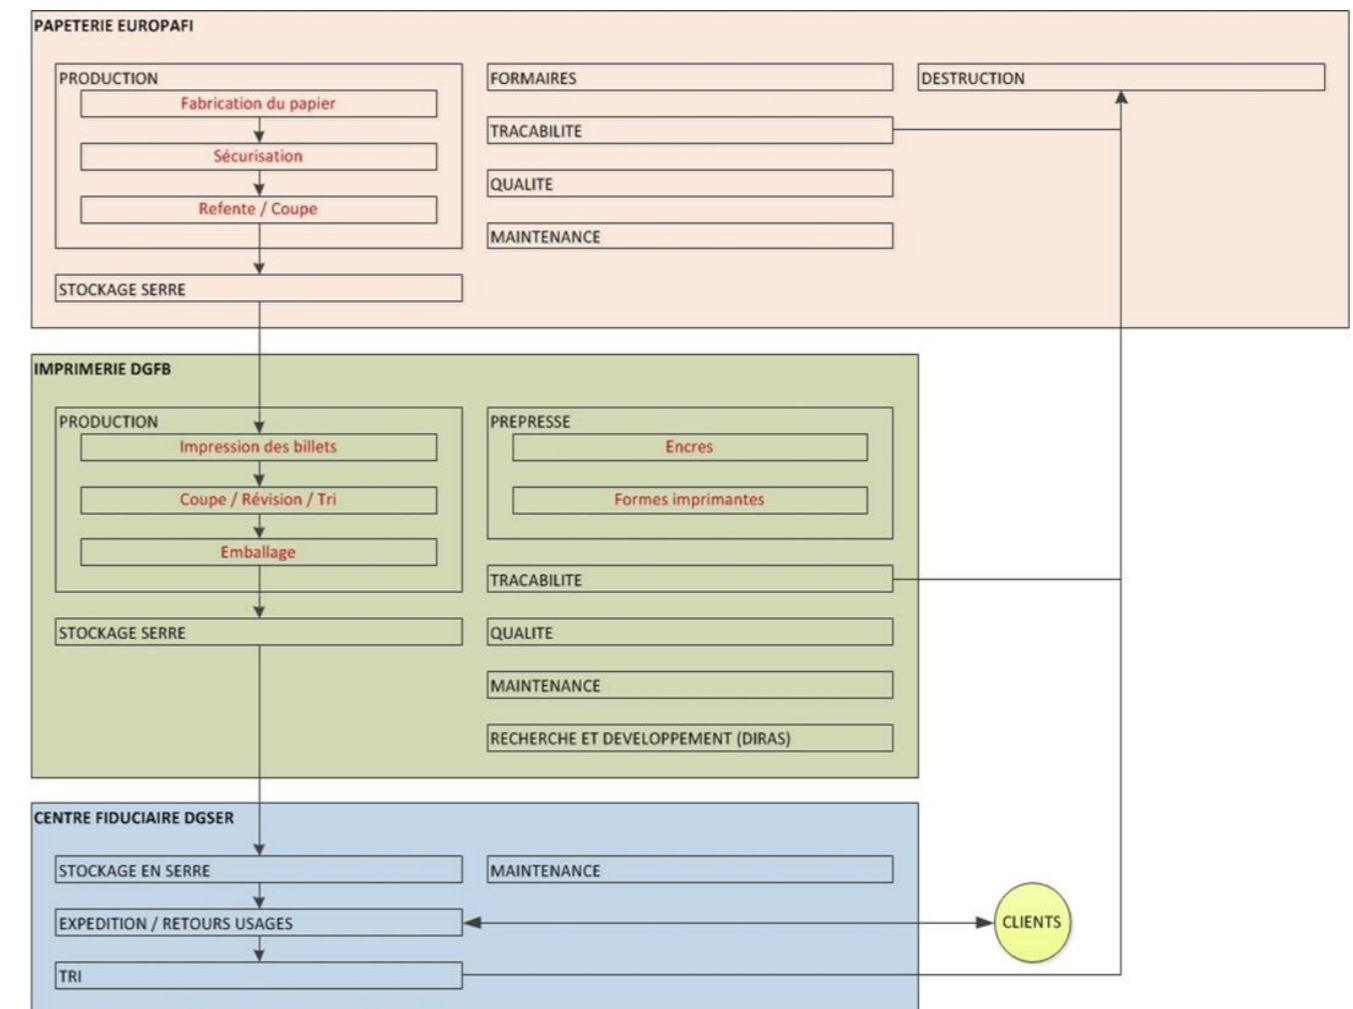 PAPETERIE EUROPAFI
PRODUCTION
Fabrication du papier
Sécurisation
Refente / Coupe
STOCKAGE SERRE
FORMAIRES
TRACABILITE
QUALITE
MAINTENANCE
DESTRUCTION
IMPRIMERIE DGFB
PRODUCTION
Impression des billets
Coupe / Révision / Tri
Emballage
STOCKAGE SERRE
PREPRESSE
Encres
Formes imprimantes
TRACABILITE
QUALITE
MAINTENANCE
RECHERCHE ET DEVELOPPEMENT (DIRAS)
CENTRE FIDUCIAIRE DGSER
STOCKAGE EN SERRE
EXPEDITION / RETOURS USAGES
TRI
MAINTENANCE
CLIENTS